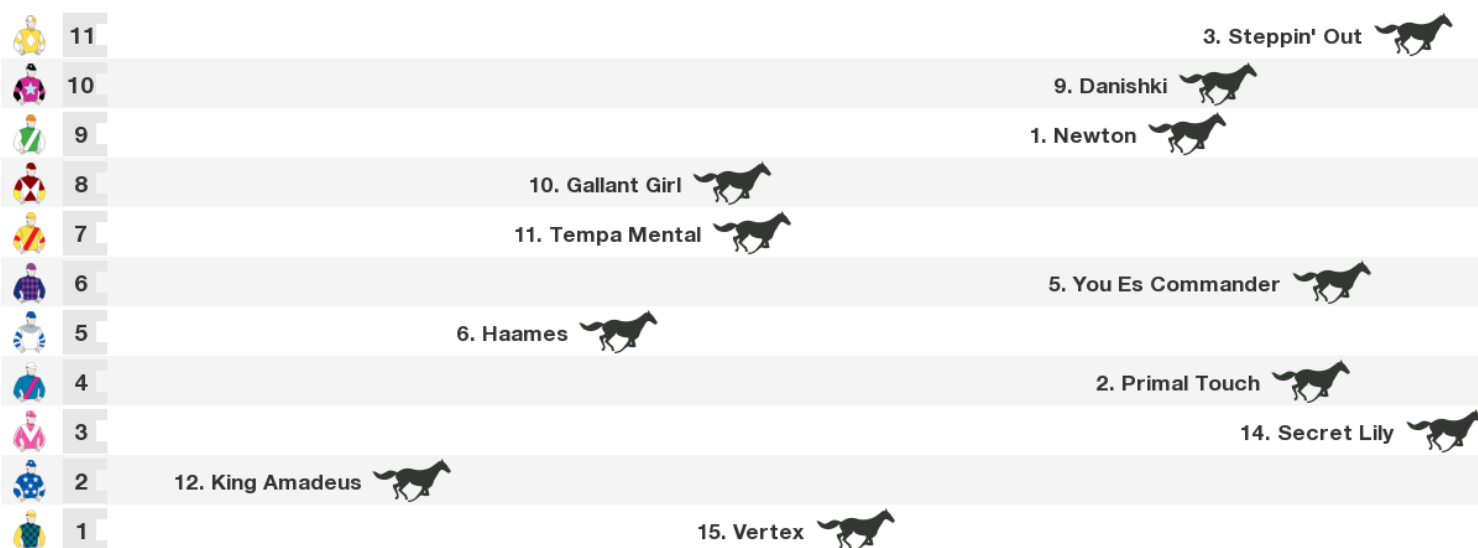 11 3. Steppin' Out
10 9. Danishki
9 1. Newton
8 10. Gallant Girl
7 11. Tempa Mental
6 5. You Es Commander
5 6. Haames
4 2. Primal Touch
3 14. Secret Lily
2 12. King Amadeus
1 15. Vertex